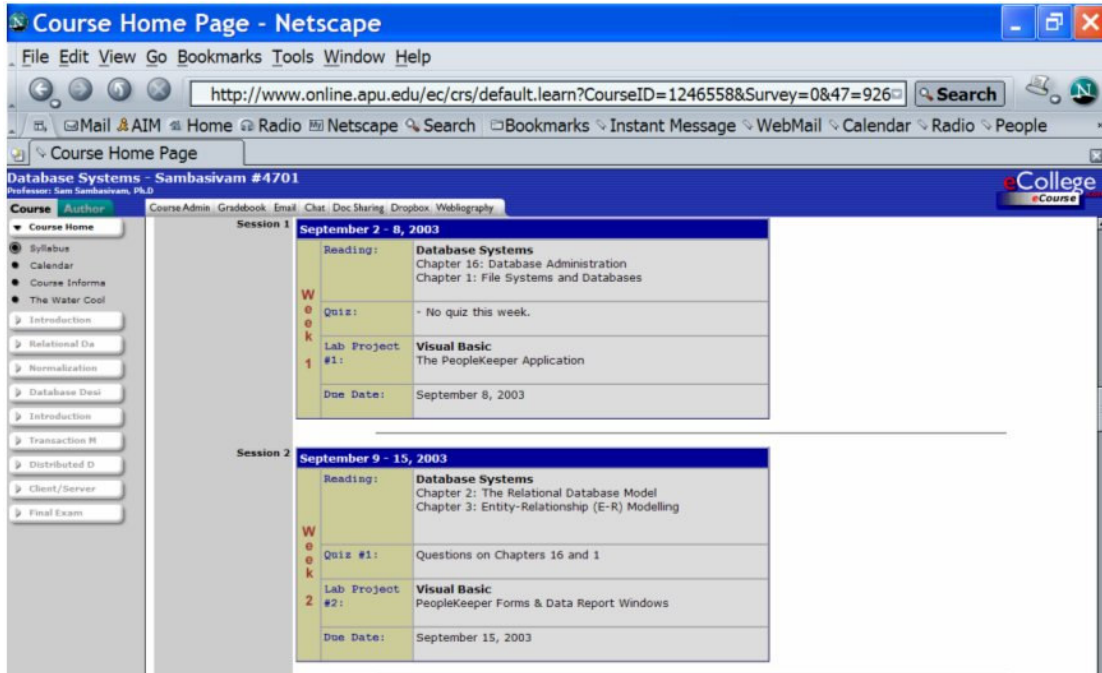 Course Home Page - Netscape
File Edit View Go Bookmarks Tools Window Help
http://www.online.apu.edu/ec/crs/default.learn?CourseID=1246558&Survey=0&47=926 Search
Mail AIM Home Radio Netscape Search Bookmarks Instant Message WebMail Calendar Radio People
Course Home Page
Database Systems - Sambasivam #4701
Professor: Sam Sambasivam, Ph.D
eCollege
eCourse
Course Author
Course Admin Gradebook Email Chat Doc Sharing Dropbox Webliography
Course Home
Syllabus
Calendar
Course Informa
The Water Cool
Introduction
Relational Da
Normalization
Database Desi
Introduction
Transaction M
Distributed D
Client/Server
Final Exam
Session 1
September 2 - 8, 2003
Week 1
Reading:
Database Systems
Chapter 16: Database Administration
Chapter 1: File Systems and Databases
Quiz:
- No quiz this week.
Lab Project #1:
Visual Basic
The PeopleKeeper Application
Due Date:
September 8, 2003
Session 2
September 9 - 15, 2003
Week 2
Reading:
Database Systems
Chapter 2: The Relational Database Model
Chapter 3: Entity-Relationship (E-R) Modelling
Quiz #1:
Questions on Chapters 16 and 1
Lab Project #2:
Visual Basic
PeopleKeeper Forms & Data Report Windows
Due Date:
September 15, 2003